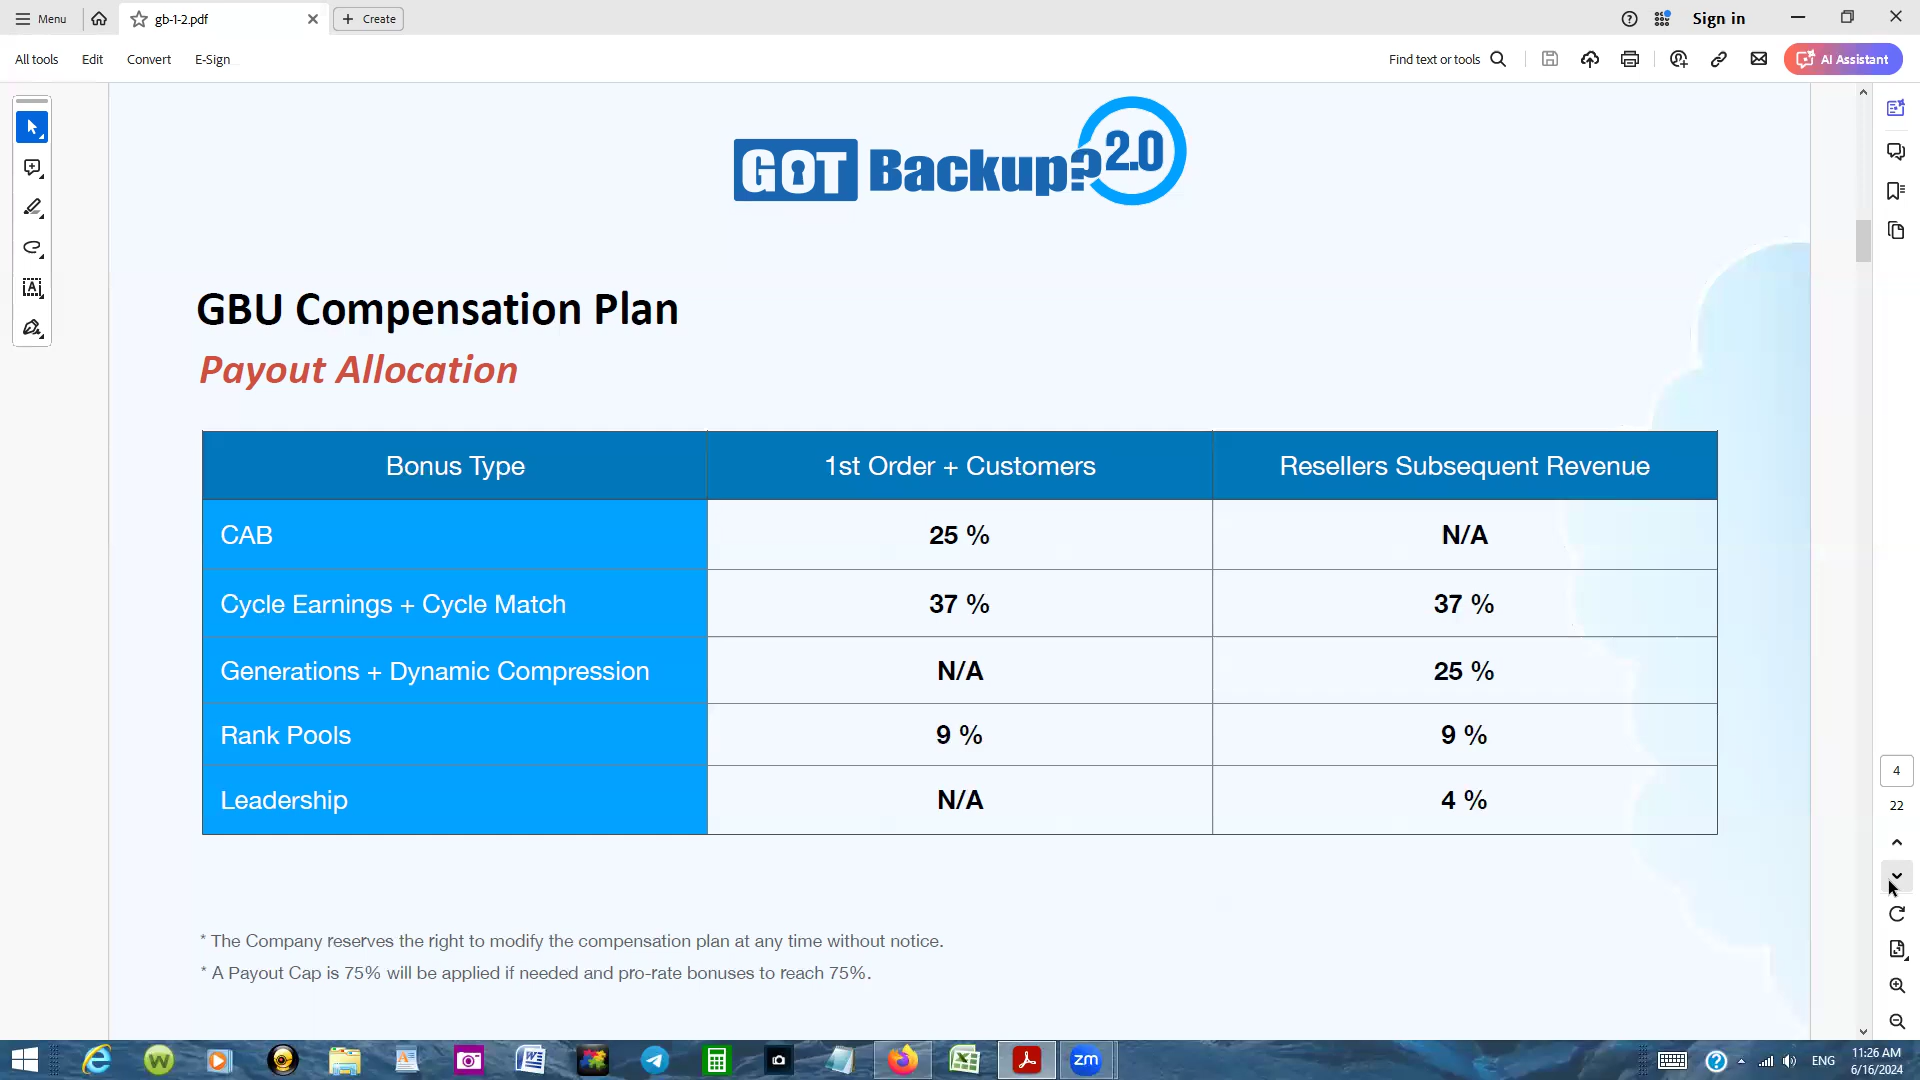 Menu
gb-1-2.pdf
Create
Sign in
All tools
Edit
Convert
E-Sign
Find text or tools
AI Assistant
GOT Backup? 2.0
GBU Compensation Plan
Payout Allocation
Bonus Type 1st Order + Customers Resellers Subsequent Revenue
CAB 25 % N/A
Cycle Earnings + Cycle Match 37 % 37 %
Generations + Dynamic Compression N/A 25 %
Rank Pools 9 % 9 %
Leadership N/A 4 %
* The Company reserves the right to modify the compensation plan at any time without notice.
* A Payout Cap is 75% will be applied if needed and pro-rate bonuses to reach 75%.
4
22
zm
ENG
11:26 AM
6/16/2024